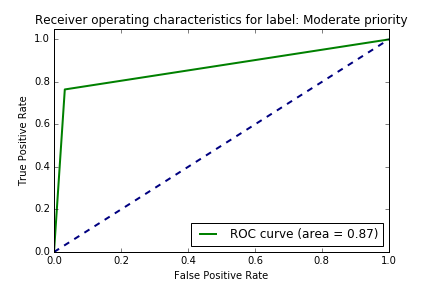 Receiver operating characteristics for label: Moderate priority
1.0
0.8
0.6
0.4
0.2
0.0
True Positive Rate
ROC curve (area = 0.87)
0.0 0.2 0.4 0.6 0.8 1.0
False Positive Rate